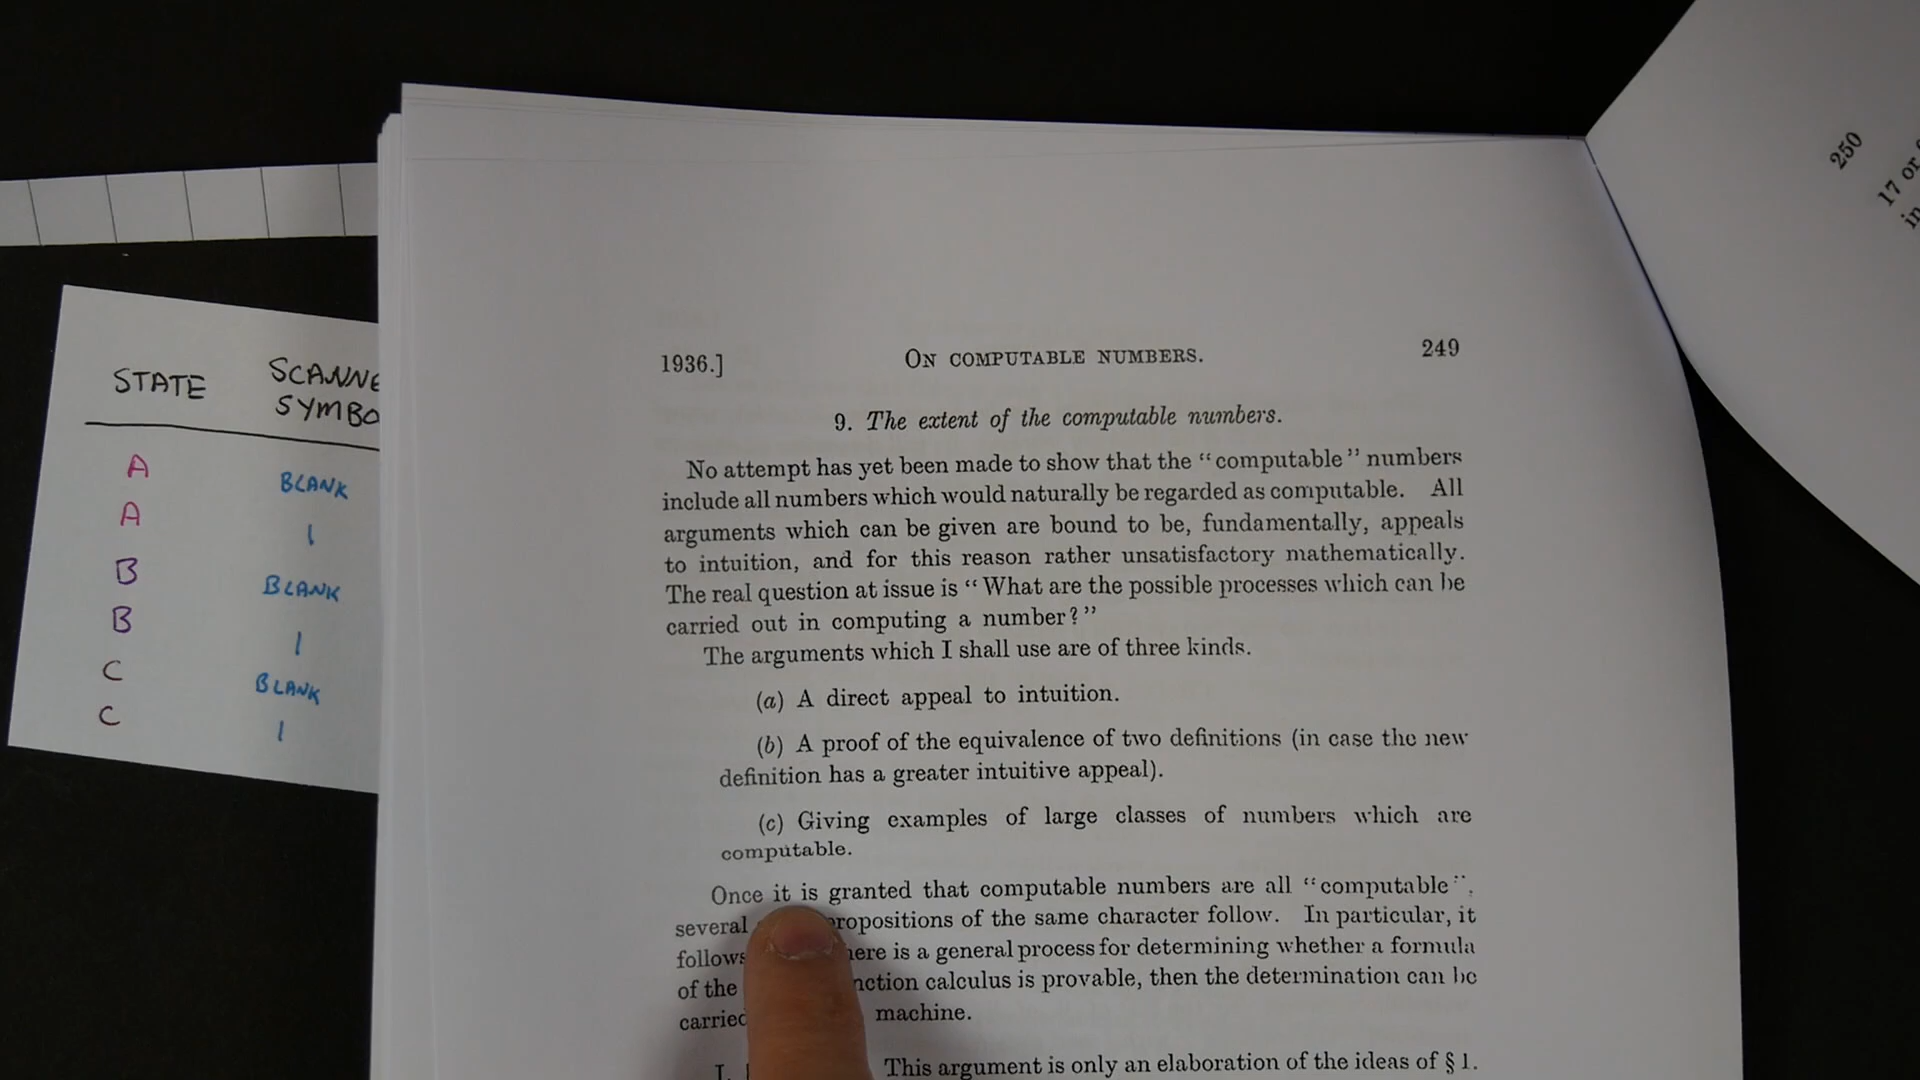 STATE SCANNE
SYMBO
A BLANK
A 1
B BLANK
B 1
C BLANK
C 1
1936.] ON COMPUTABLE NUMBERS. 249
9. The extent of the computable numbers.
No attempt has yet been made to show that the “computable” numbers
include all numbers which would naturally be regarded as computable. All
arguments which can be given are bound to be, fundamentally, appeals
to intuition, and for this reason rather unsatisfactory mathematically.
The real question at issue is “What are the possible processes which can be
carried out in computing a number?”
The arguments which I shall use are of three kinds.
(a) A direct appeal to intuition.
(b) A proof of the equivalence of two definitions (in case the new
definition has a greater intuitive appeal).
(c) Giving examples of large classes of numbers which are
computable.
Once it is granted that computable numbers are all “computable”,
several propositions of the same character follow. In particular, it
follows here is a general process for determining whether a formula
of the nction calculus is provable, then the determination can be
carried machine.
I. This argument is only an elaboration of the ideas of § 1.
250
17 or
in